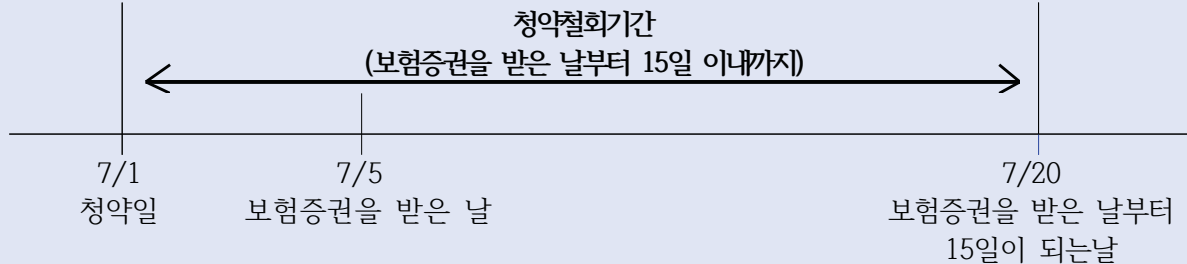 청약철회기간
(보험증권을 받은 날부터 15일 이내까지)
7/1
7/5
7/20
청약일
보험증권을 받은 날
보험증권을 받은 날부터
15일이 되는날